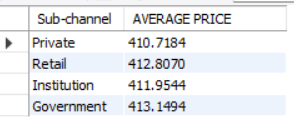 Sub-channel AVERAGE PRICE
Private 410.7184
Retail 412.8070
Institution 411.9544
Government 413.1494